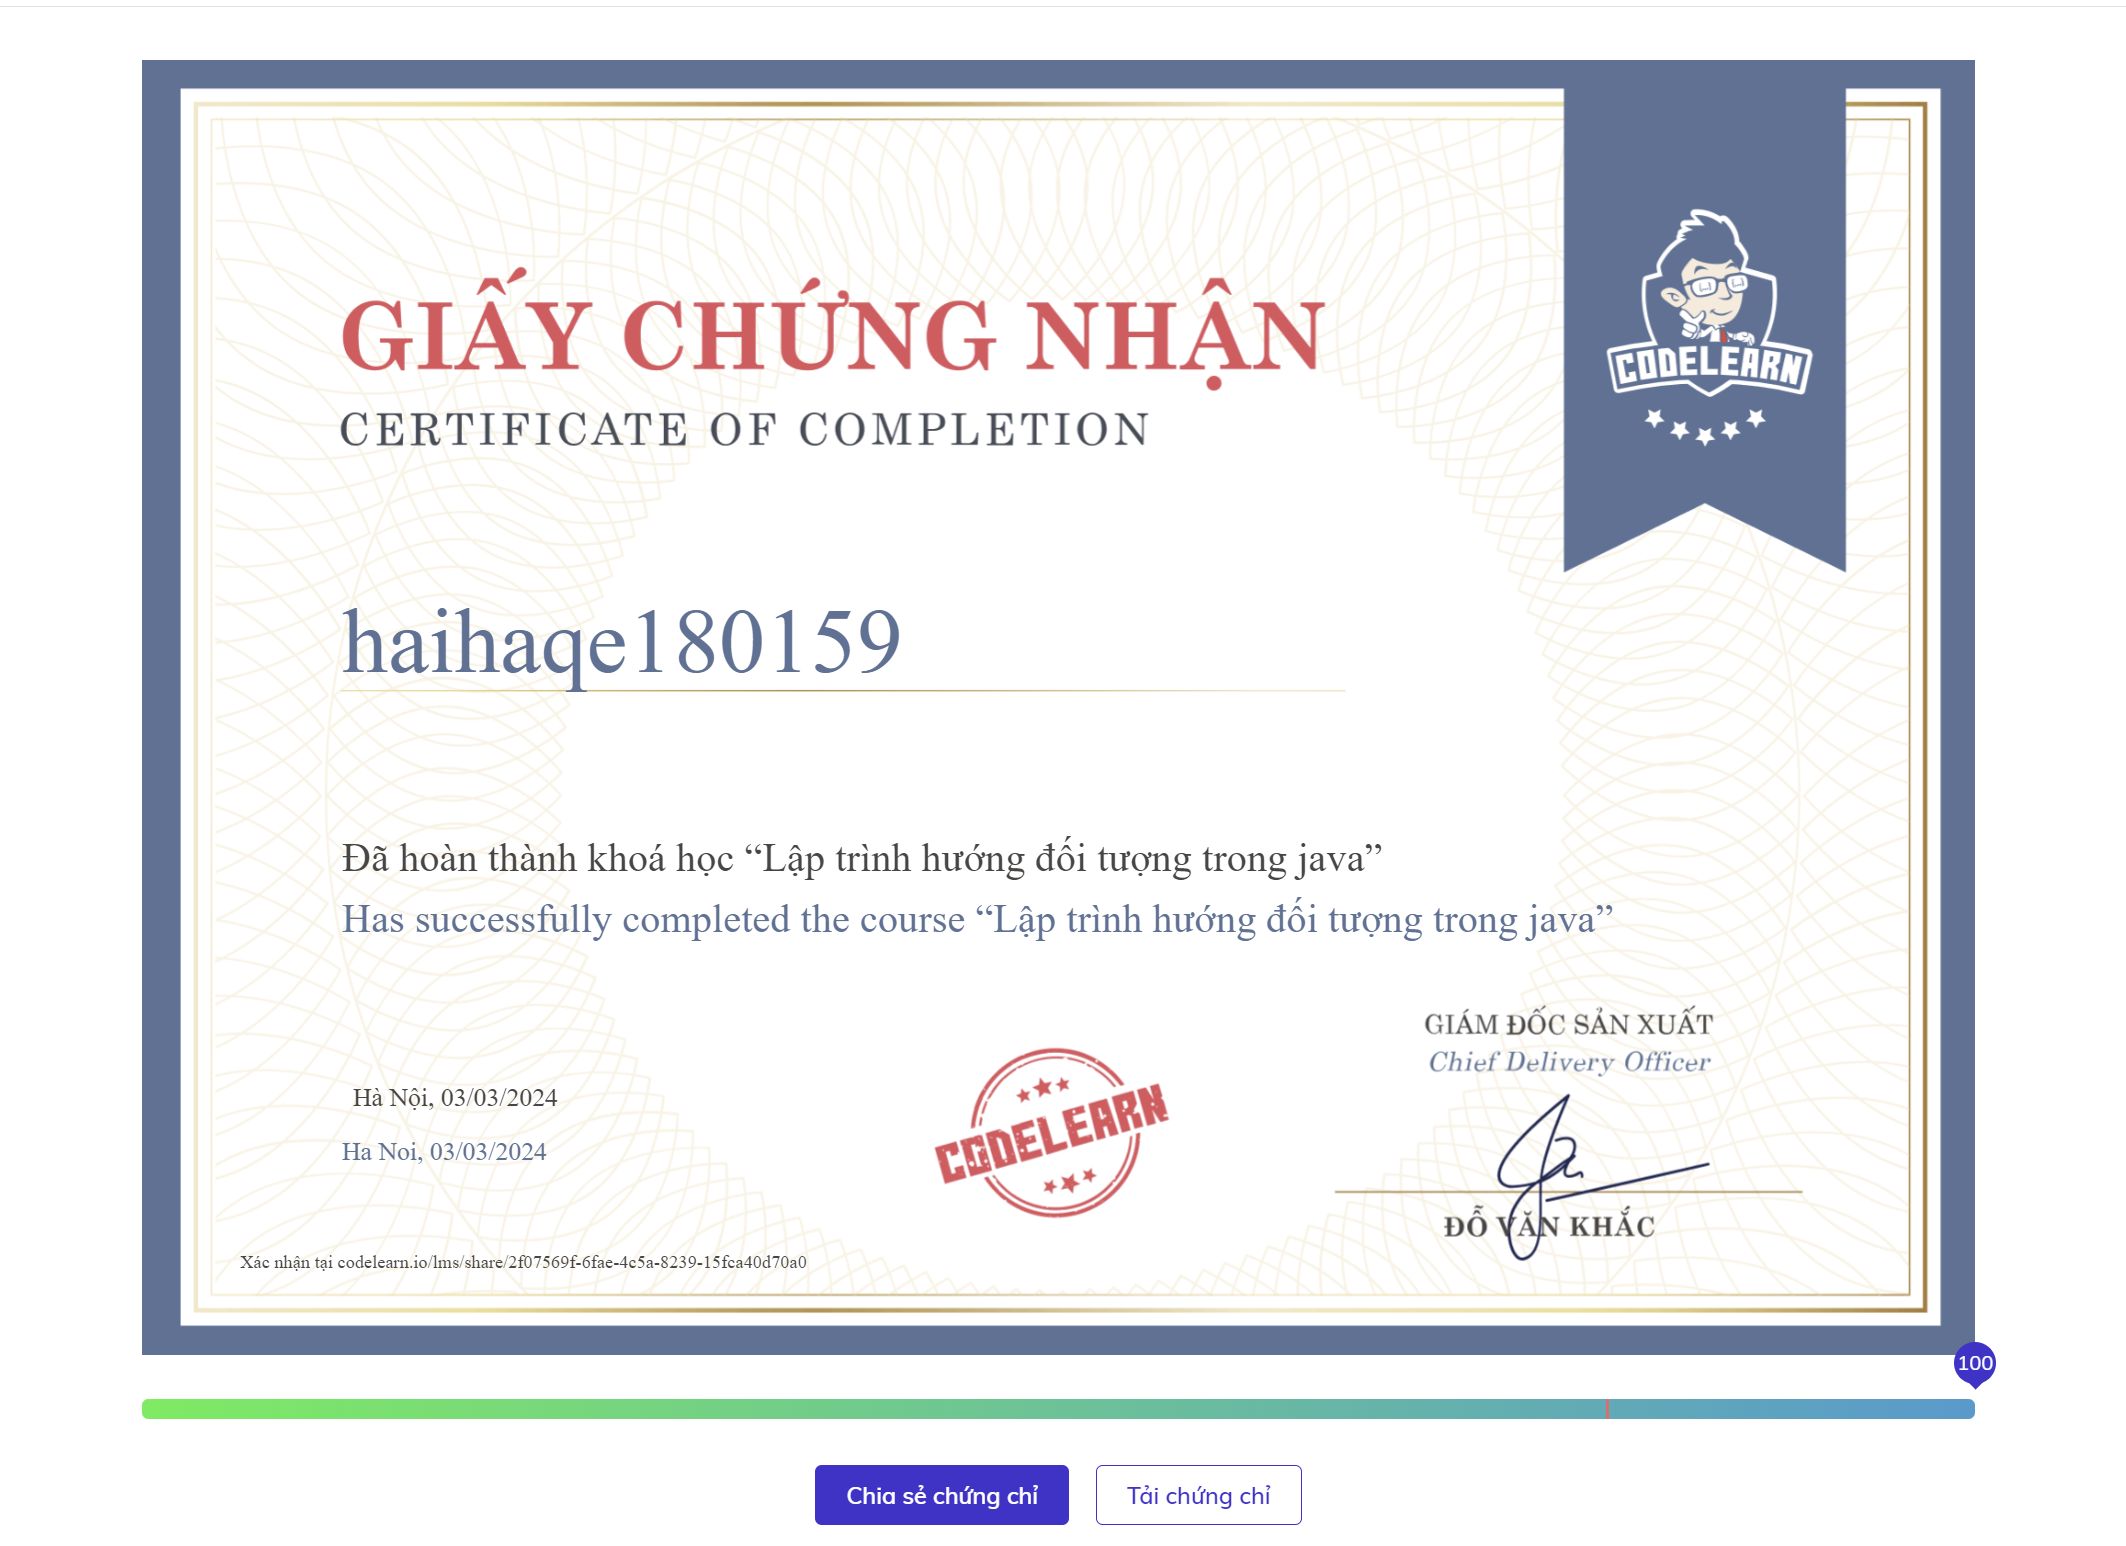 GIẤY CHỨNG NHẬN
CERTIFICATE OF COMPLETION
CODELEARN
haihaqe180159
Đã hoàn thành khoá học “Lập trình hướng đối tượng trong java”
Has successfully completed the course “Lập trình hướng đối tượng trong java”
GIÁM ĐỐC SẢN XUẤT
Chief Delivery Officer
Hà Nội, 03/03/2024
Ha Noi, 03/03/2024
CODELEARN
ĐỖ VĂN KHẮC
Xác nhận tại codelearn.io/lms/share/2f07569f-6fae-4c5a-8239-15fca40d70a0
100
Chia sẻ chứng chỉ
Tải chứng chỉ